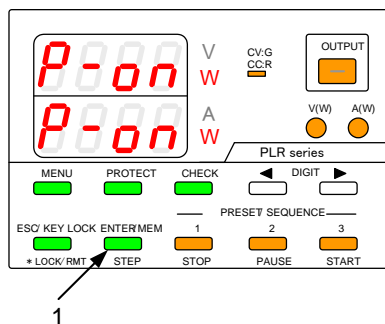 P-on V
W
CV:G
CC:R
OUTPUT
P-on A
W
V(W) A(W)
PLR series
MENU PROTECT CHECK ◄ DIGIT ►
PRESET/ SEQUENCE
ESC/ KEY LOCK ENTER/MEM 1 2 3
* LOCK/ RMT STEP STOP PAUSE START
1